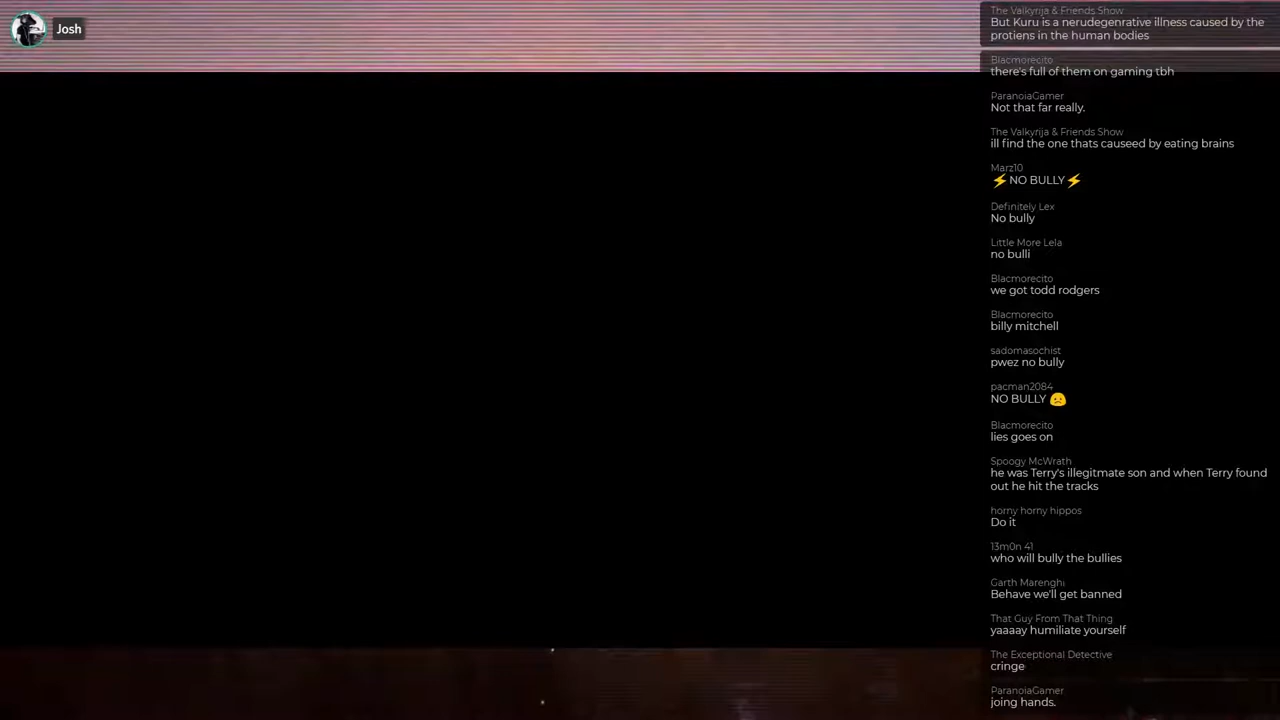 Josh
The Valkyrija & Friends Show
But Kuru is a nerudegenrative illness caused by the
protiens in the human bodies
Blacmorecito
there's full of them on gaming tbh
ParanoiaGamer
Not that far really.
The Valkyrija & Friends Show
ill find the one thats causeed by eating brains
Marz10
⚡NO BULLY⚡
Definitely Lex
No bully
Little More Lela
no bulli
Blacmorecito
we got todd rodgers
Blacmorecito
billy mitchell
sadomasochist
pwez no bully
pacman2084
NO BULLY 🙁
Blacmorecito
lies goes on
Spoogy McWrath
he was Terry's illegitmate son and when Terry found
out he hit the tracks
horny horny hippos
Do it
13m0n 41
who will bully the bullies
Garth Marenghi
Behave we'll get banned
That Guy From That Thing
yaaaay humiliate yourself
The Exceptional Detective
cringe
ParanoiaGamer
joing hands.